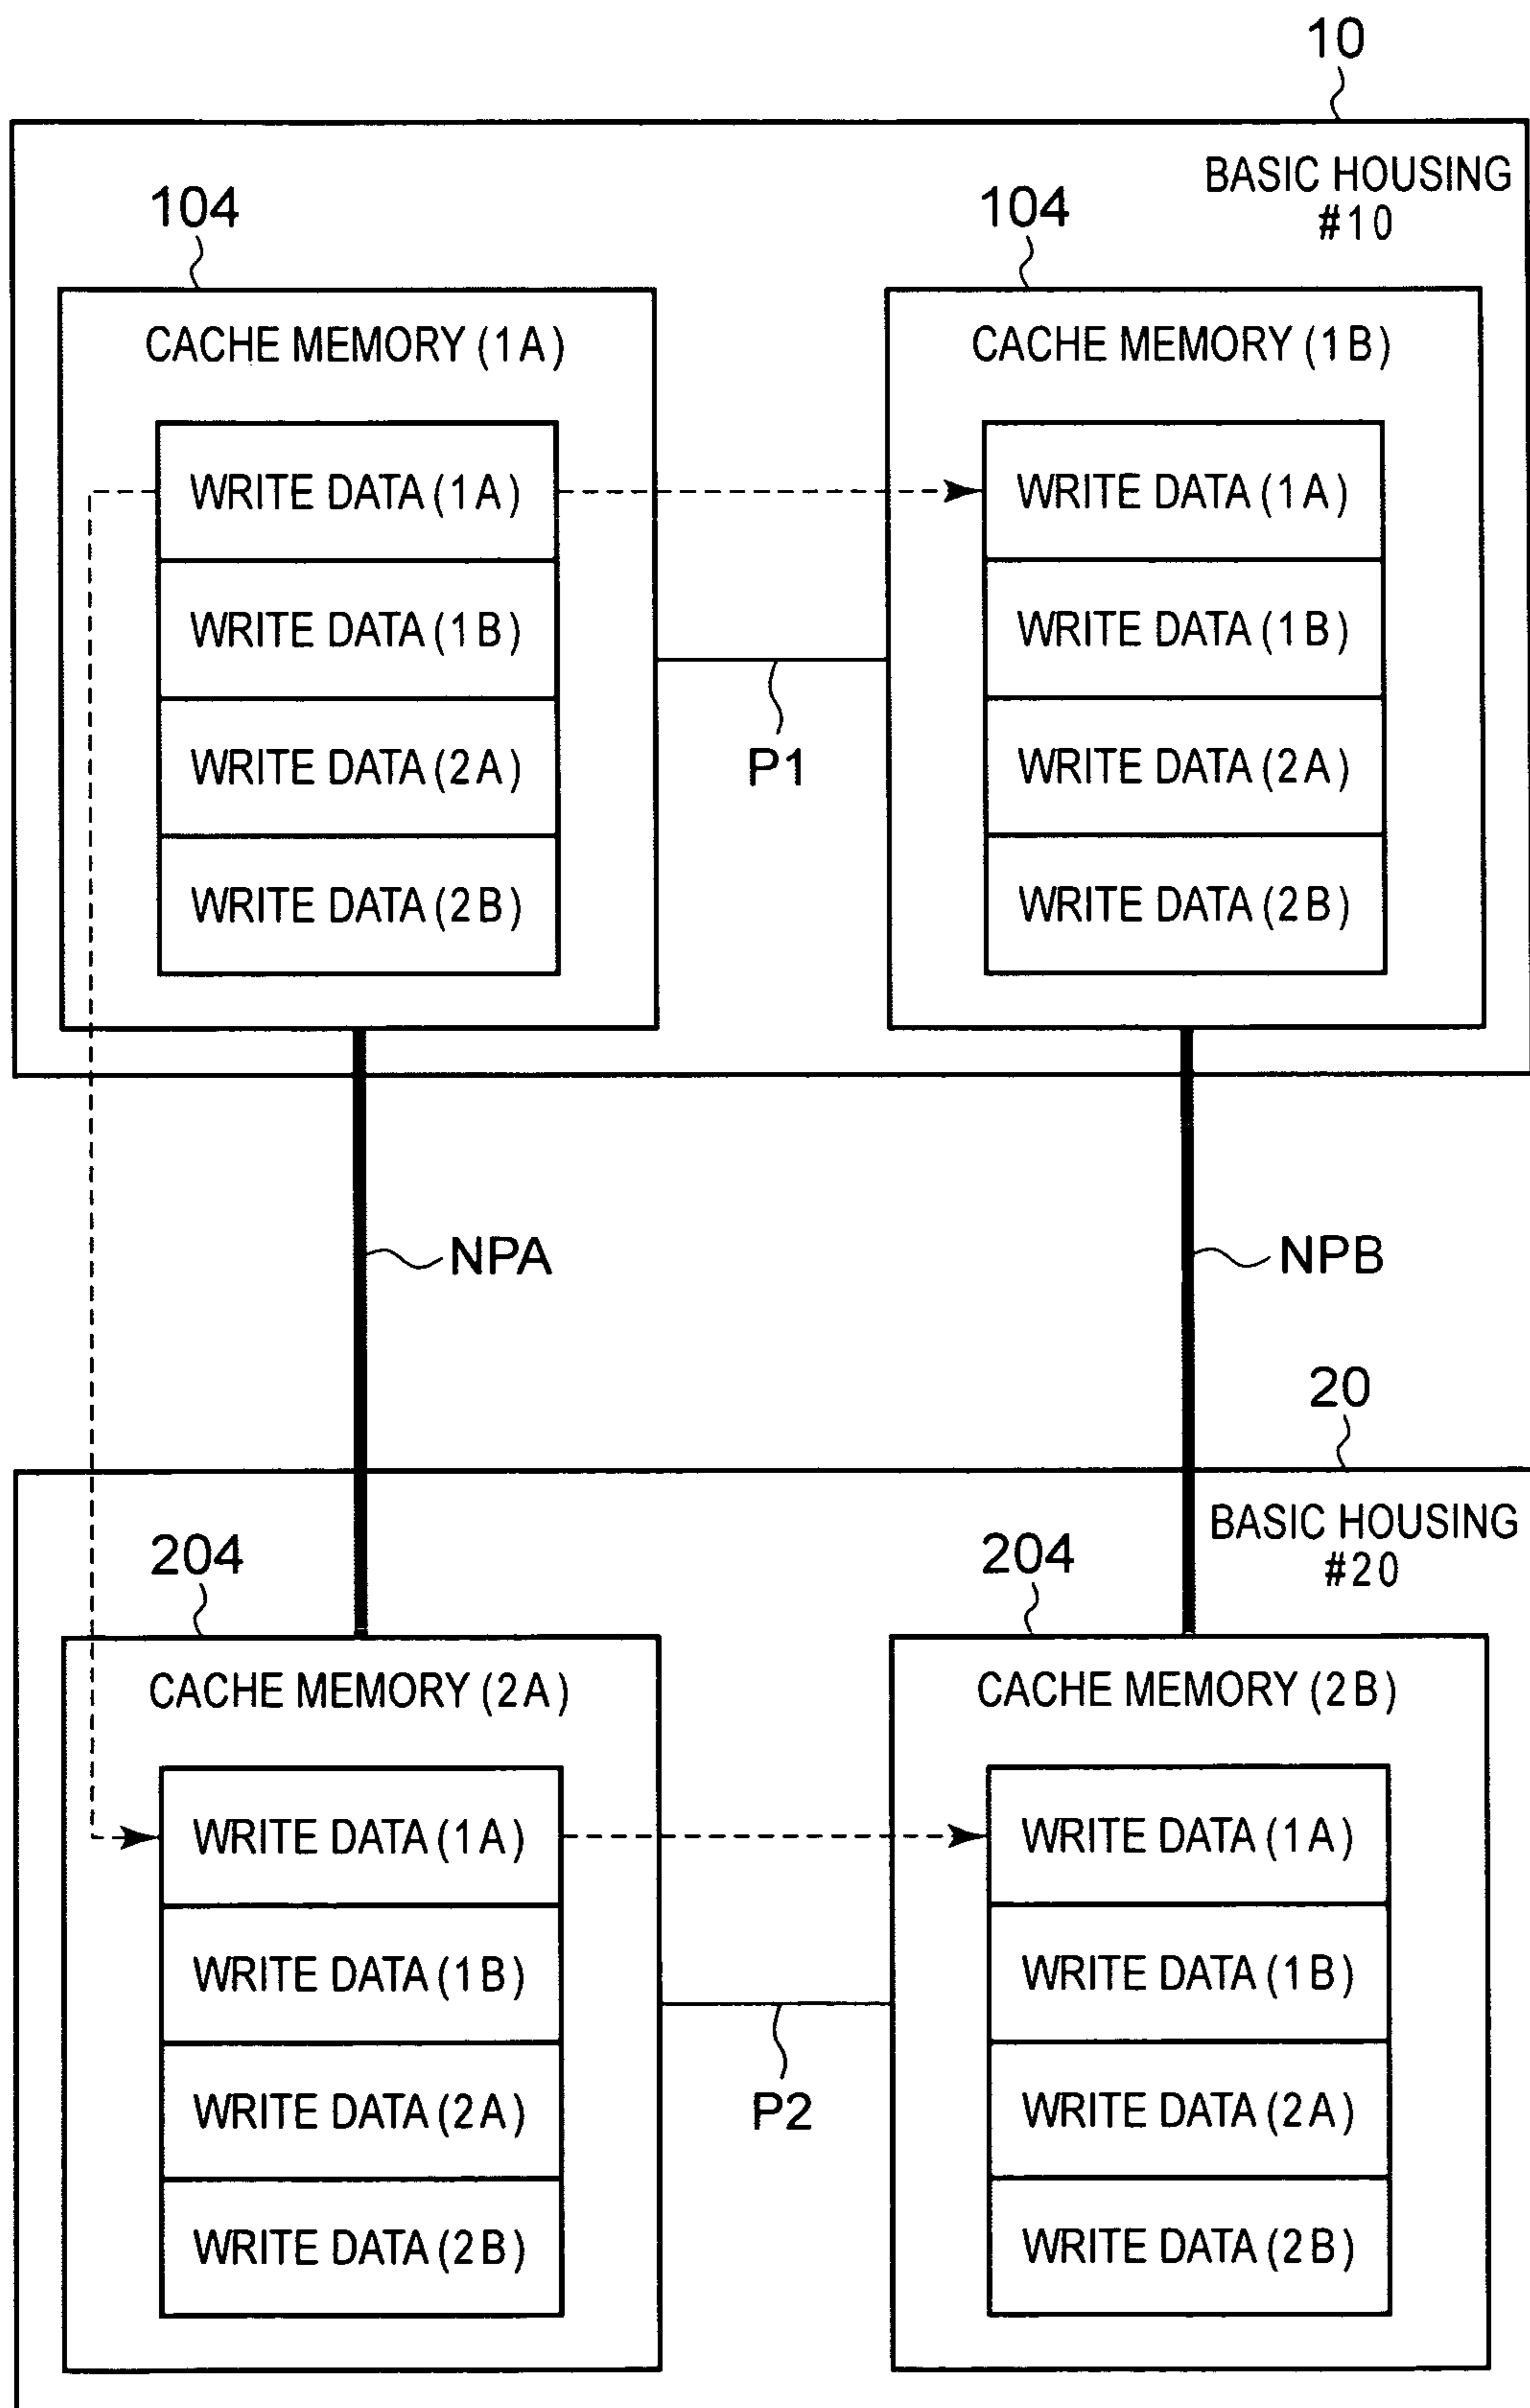 10
BASIC HOUSING
#10
104
104
CACHE MEMORY (1A)
CACHE MEMORY (1B)
WRITE DATA (1A)
WRITE DATA (1A)
WRITE DATA (1B)
WRITE DATA (1B)
P1
WRITE DATA (2A)
WRITE DATA (2A)
WRITE DATA (2B)
WRITE DATA (2B)
NPA
NPB
20
BASIC HOUSING
#20
204
204
CACHE MEMORY (2A)
CACHE MEMORY (2B)
WRITE DATA (1A)
WRITE DATA (1A)
WRITE DATA (1B)
WRITE DATA (1B)
P2
WRITE DATA (2A)
WRITE DATA (2A)
WRITE DATA (2B)
WRITE DATA (2B)